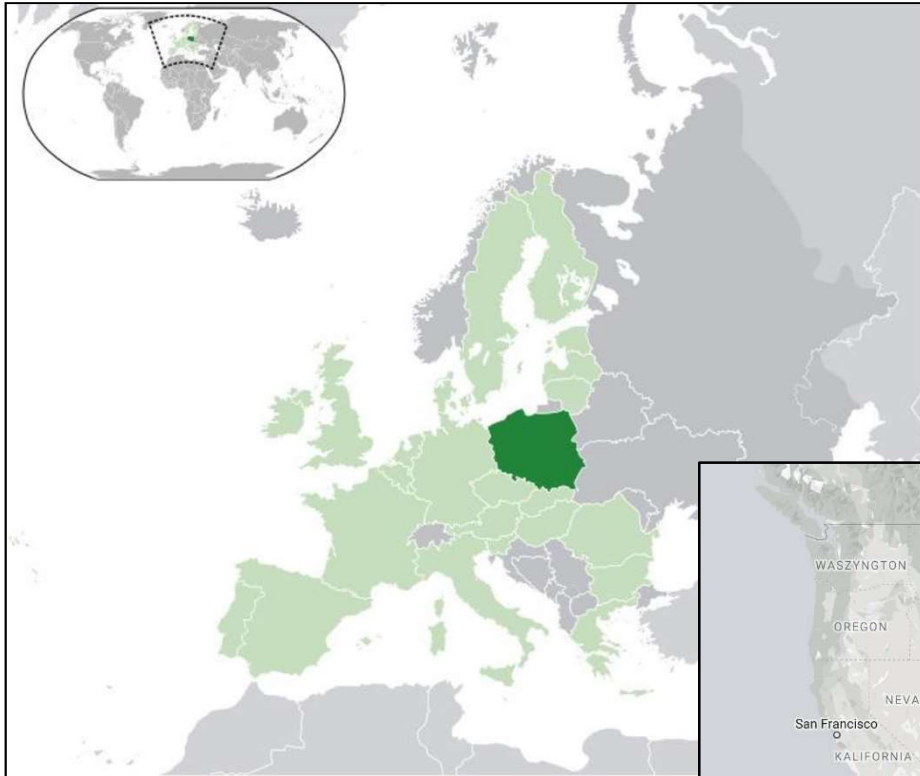 WASZYNGTON
OREGON
NEVA
San Francisco
KALIFORNIA